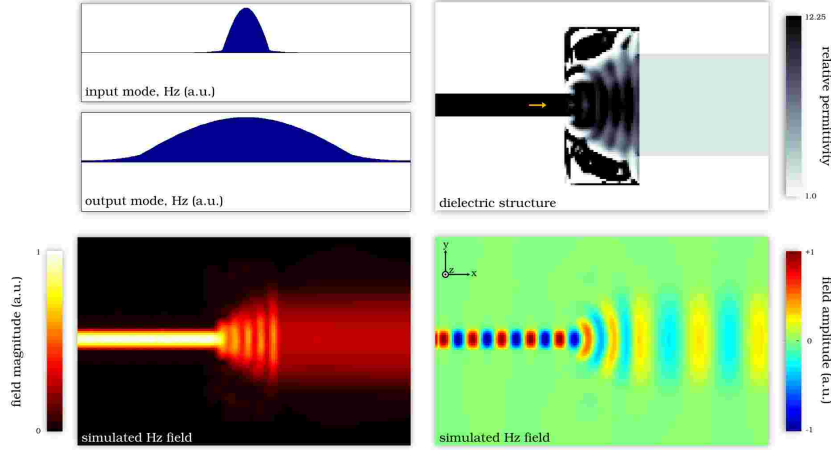 input mode, Hz (a.u.)
output mode, Hz (a.u.)
dielectric structure
12.25
relative permittivity
1.0
1
field magnitude (a.u.)
0
simulated Hz field
y
z
x
simulated Hz field
+1
field amplitude (a.u.)
0
-1